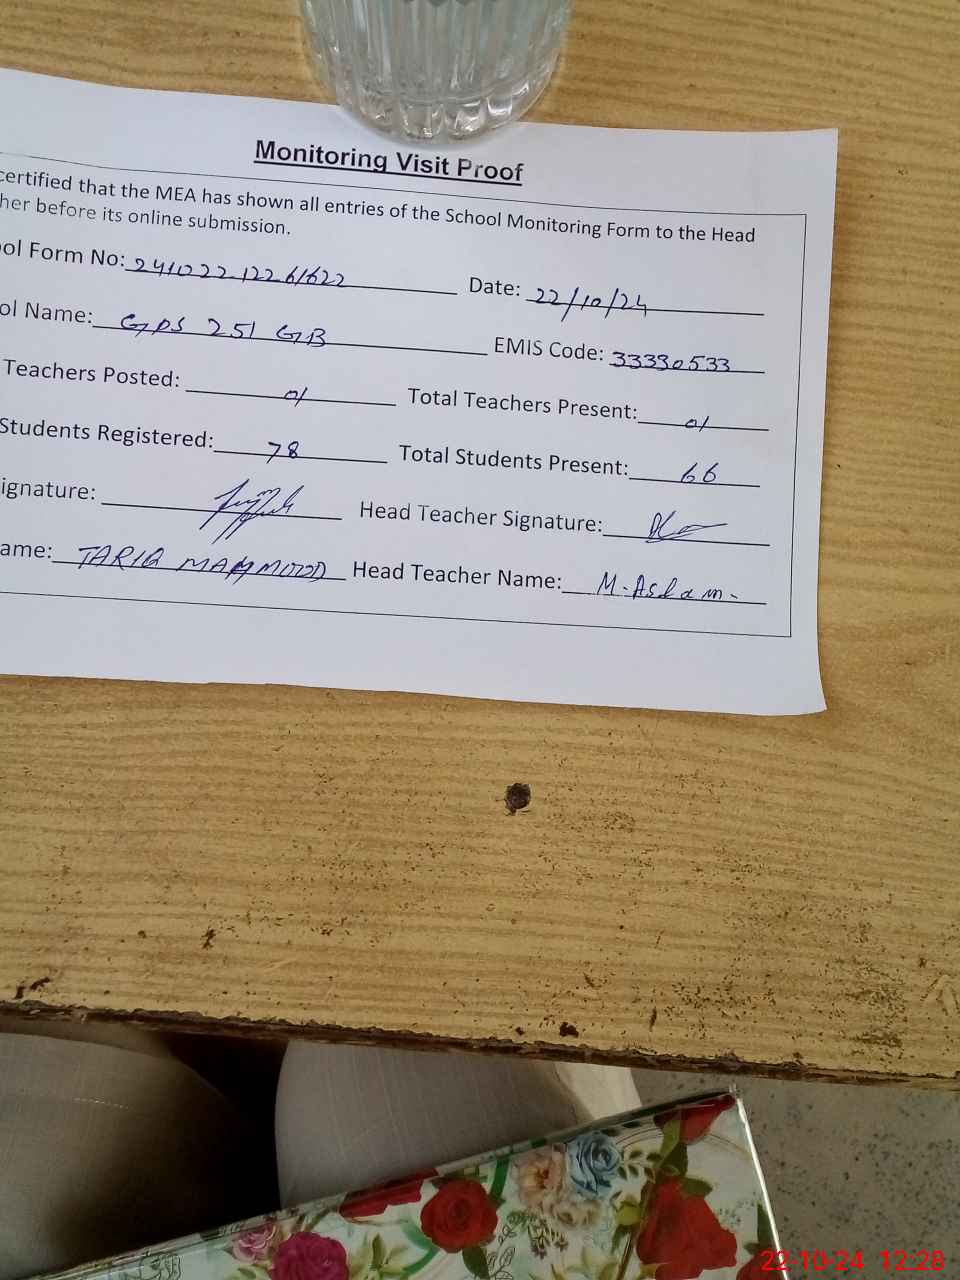 Monitoring Visit Proof
certified that the MEA has shown all entries of the School Monitoring Form to the Head
her before its online submission.
ol Form No: 24102212261622 Date: 22/10/24
ol Name: GPS 251 GB EMIS Code: 33330533
Teachers Posted: 01 Total Teachers Present: 01
Students Registered: 78 Total Students Present: 66
ignature: Head Teacher Signature:
ame: TARIQ MAHMOOD Head Teacher Name: M. Aslam.
22-10-24 12:28